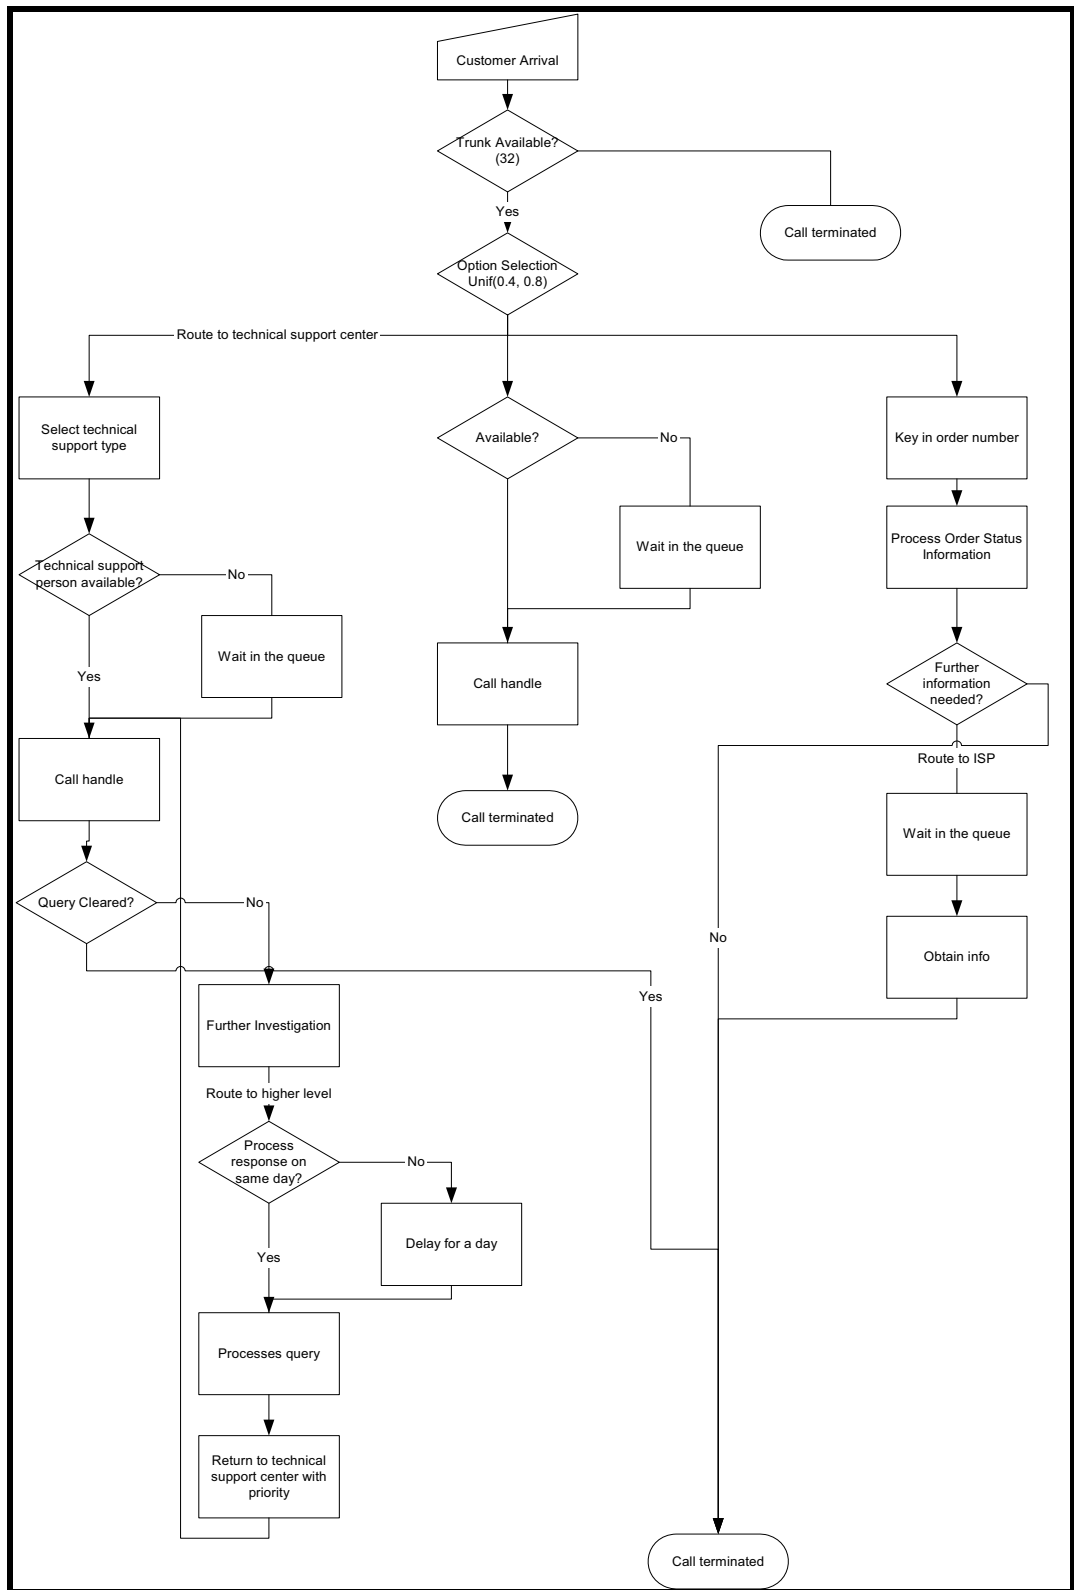 Customer Arrival
Trunk Available?
(32)
Yes
Call terminated
Option Selection
Unif(0.4, 0.8)
Route to technical support center
Select technical
support type
Available?
No
Key in order number
Wait in the queue
Process Order Status
Information
Technical support
person available?
No
Wait in the queue
Yes
Call handle
Further
information
needed?
Route to ISP
Call handle
Call terminated
Wait in the queue
Query Cleared?
No
No
Obtain info
Yes
Further Investigation
Route to higher level
Process
response on
same day?
No
Delay for a day
Yes
Processes query
Return to technical
support center with
priority
Call terminated